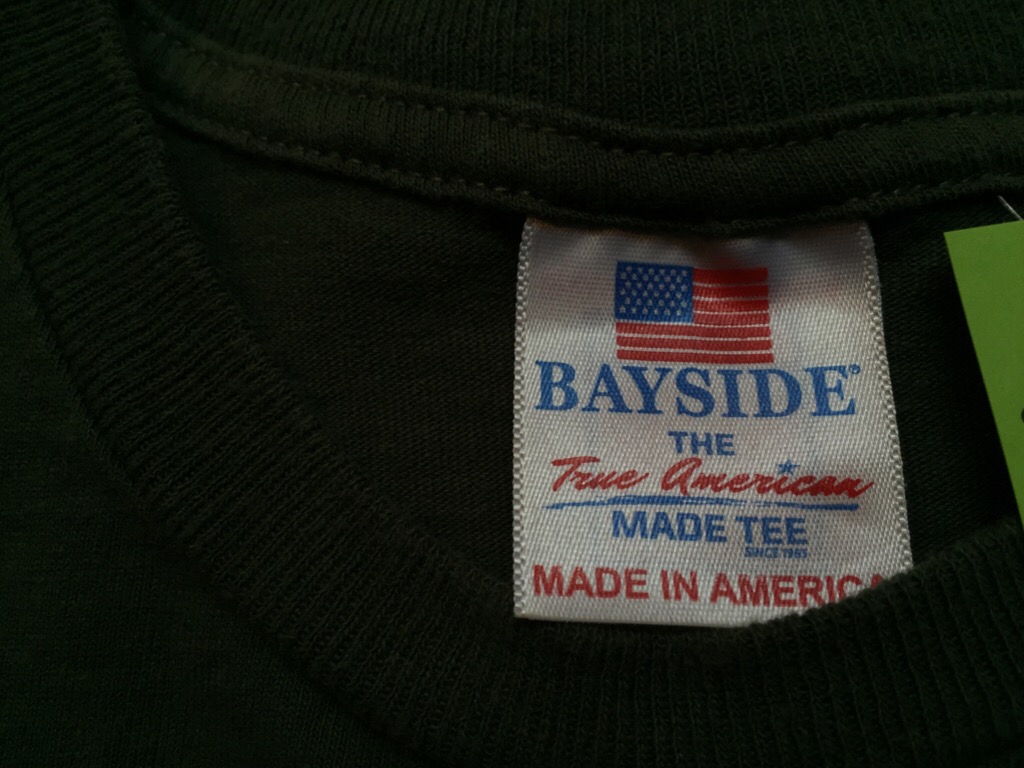 BAYSIDE®
THE
True American
MADE TEE
SINCE 1965
MADE IN AMERICA